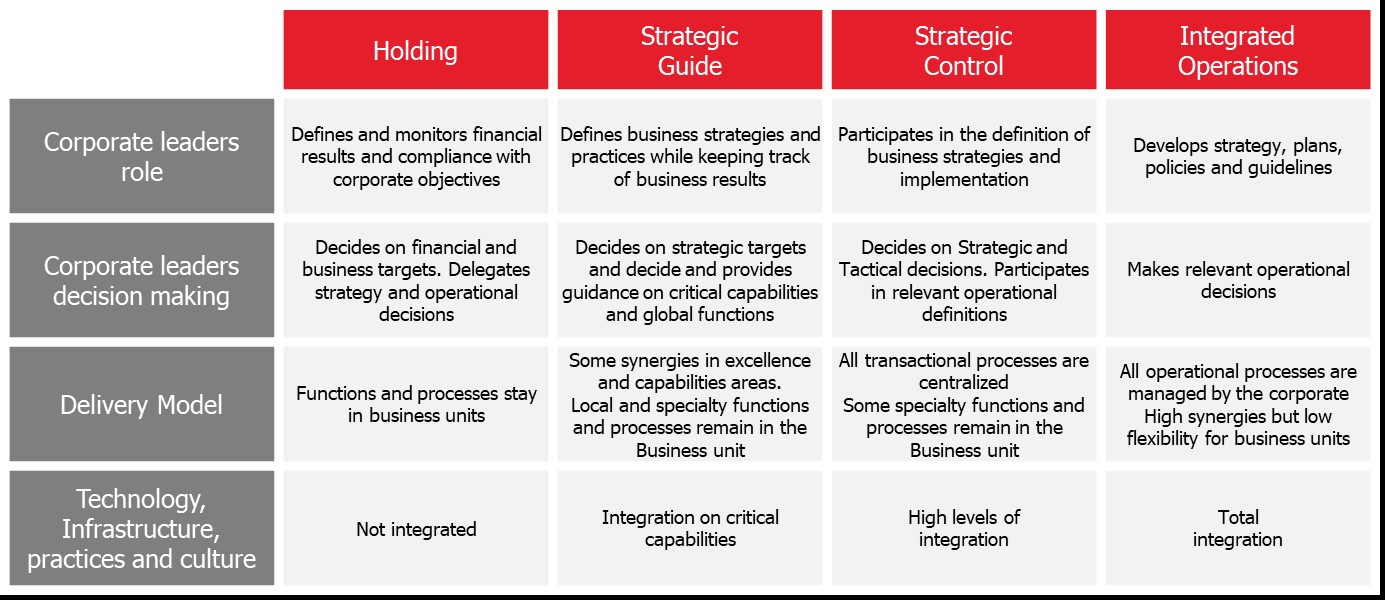 Holding
Strategic
Guide
Strategic
Control
Integrated
Operations
Corporate leaders
role
Defines and monitors financial
results and compliance with
corporate objectives
Defines business strategies and
practices while keeping track
of business results
Participates in the definition of
business strategies and
implementation
Develops strategy, plans,
policies and guidelines
Corporate leaders
decision making
Decides on financial and
business targets. Delegates
strategy and operational
decisions
Decides on strategic targets
and decide and provides
guidance on critical capabilities
and global functions
Decides on Strategic and
Tactical decisions. Participates
in relevant operational
definitions
Makes relevant operational
decisions
Delivery Model
Functions and processes stay
in business units
Some synergies in excellence
and capabilities areas.
Local and specialty functions
and processes remain in the
Business unit
All transactional processes are
centralized
Some specialty functions and
processes remain in the
Business unit
All operational processes are
managed by the corporate
High synergies but low
flexibility for business units
Technology,
Infrastructure,
practices and culture
Not integrated
Integration on critical
capabilities
High levels of
integration
Total
integration